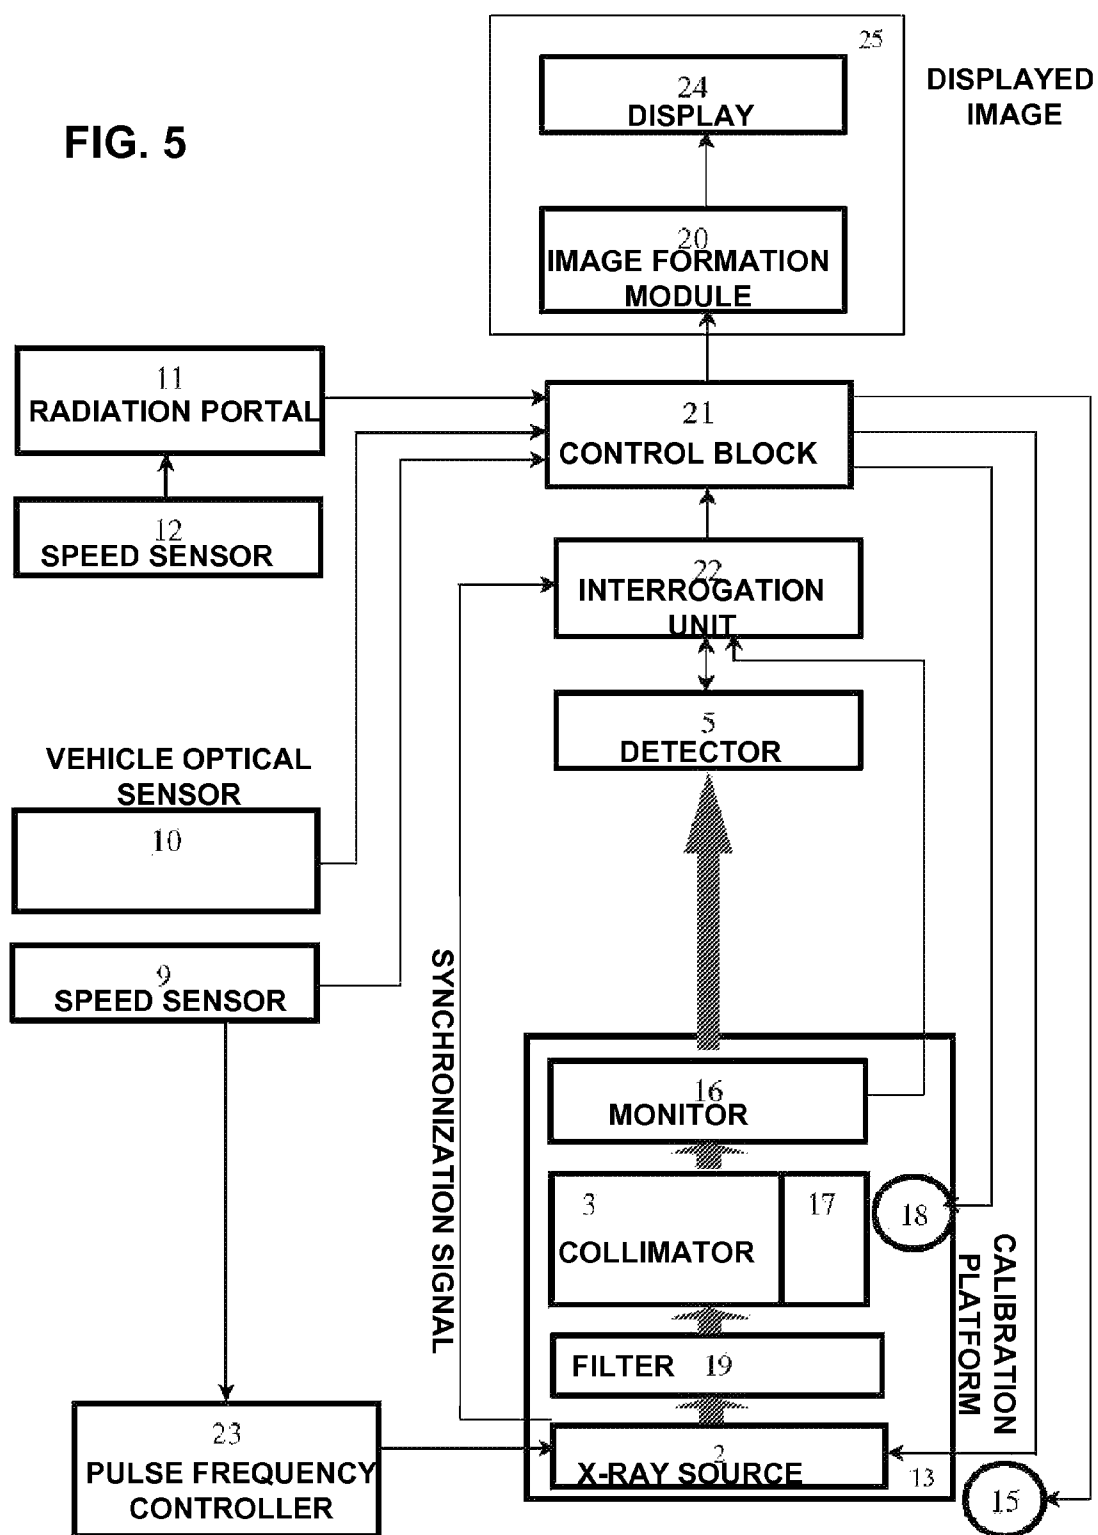 25
DISPLAYED
IMAGE
24
DISPLAY
FIG. 5
20
IMAGE FORMATION
MODULE
11
RADIATION PORTAL
21
CONTROL BLOCK
12
SPEED SENSOR
22
INTERROGATION
UNIT
5
DETECTOR
VEHICLE OPTICAL
SENSOR
10
9
SPEED SENSOR
SYNCHRONIZATION SIGNAL
16
MONITOR
3
COLLIMATOR
17
18
CALIBRATION
PLATFORM
FILTER 19
23
PULSE FREQUENCY
CONTROLLER
2
X-RAY SOURCE
13
15